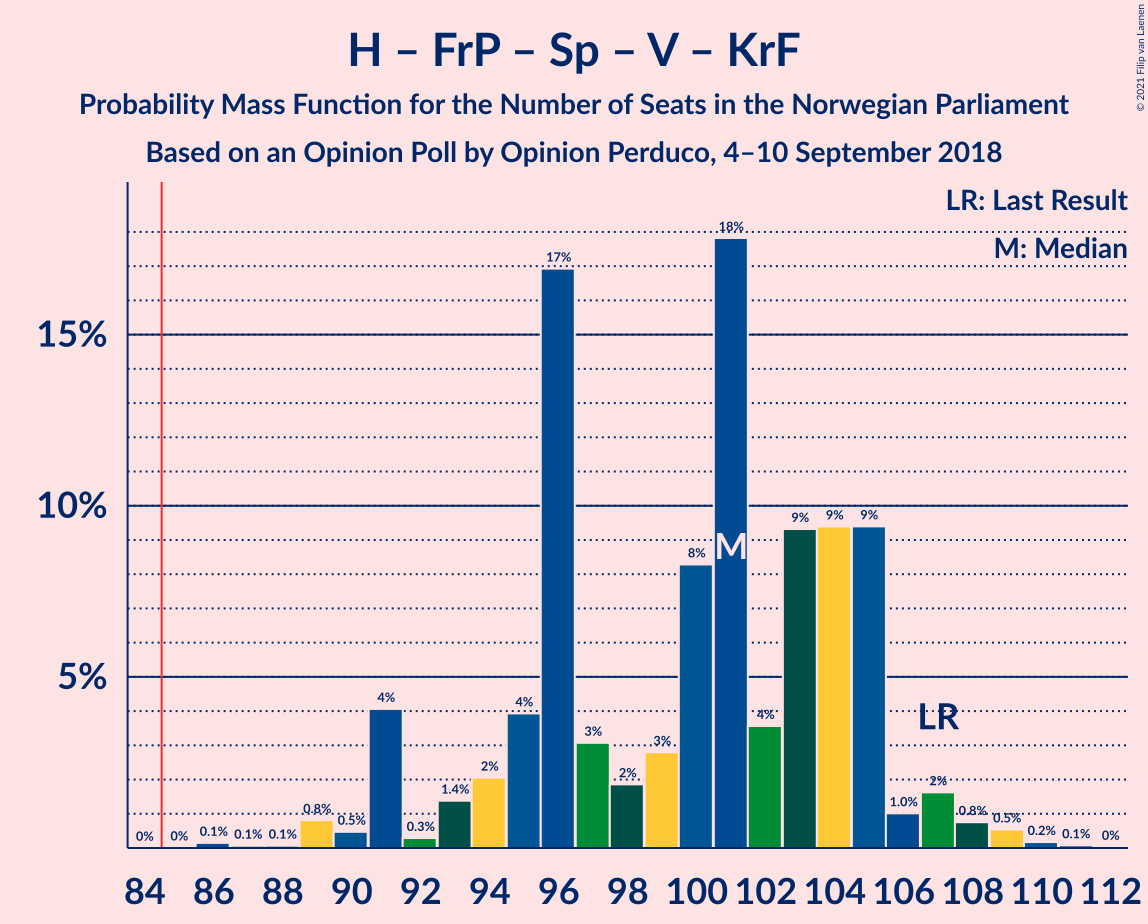 H – FrP – Sp – V – KrF
Probability Mass Function for the Number of Seats in the Norwegian Parliament
Based on an Opinion Poll by Opinion Perduco, 4–10 September 2018
© 2021 Filip van Laenen
LR: Last Result
M: Median
15%
10%
5%
0% 0% 0.1% 0.1% 0.1% 0.8% 0.5% 4% 0.3% 1.4% 2% 4% 17% 3% 2% 3% 8% 18% 4% 9% 9% 9% 1.0% 2% 0.8% 0.5% 0.2% 0.1% 0%
M
LR
84 86 88 90 92 94 96 98 100 102 104 106 108 110 112